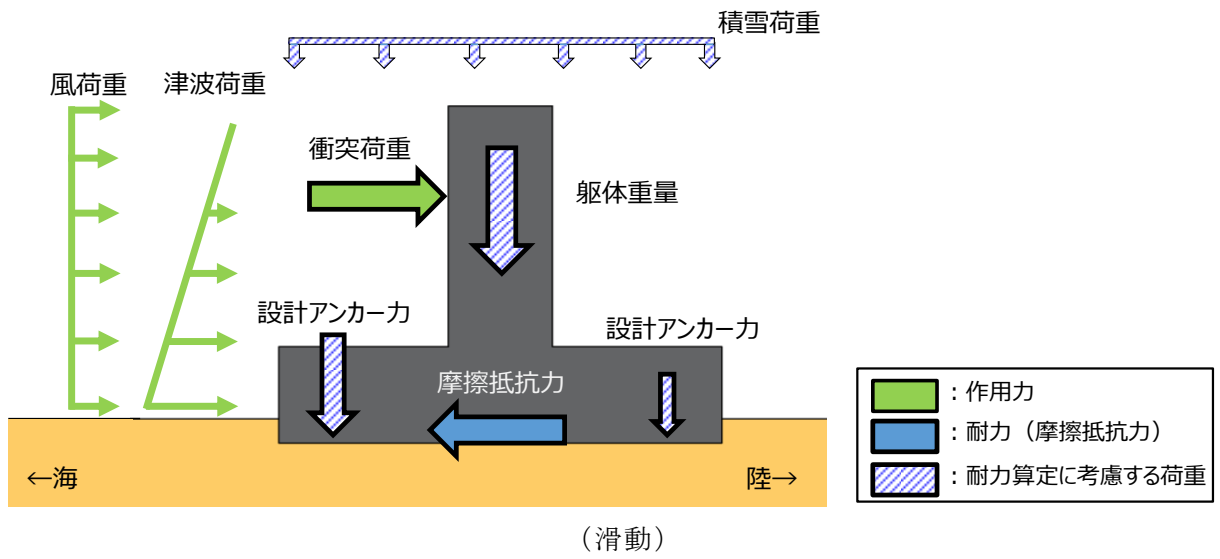 積雪荷重
風荷重
津波荷重
衝突荷重
躯体重量
設計アンカー力
設計アンカー力
摩擦抵抗力
←海
陸→
：作用力
：耐力（摩擦抵抗力）
：耐力算定に考慮する荷重
（滑動）